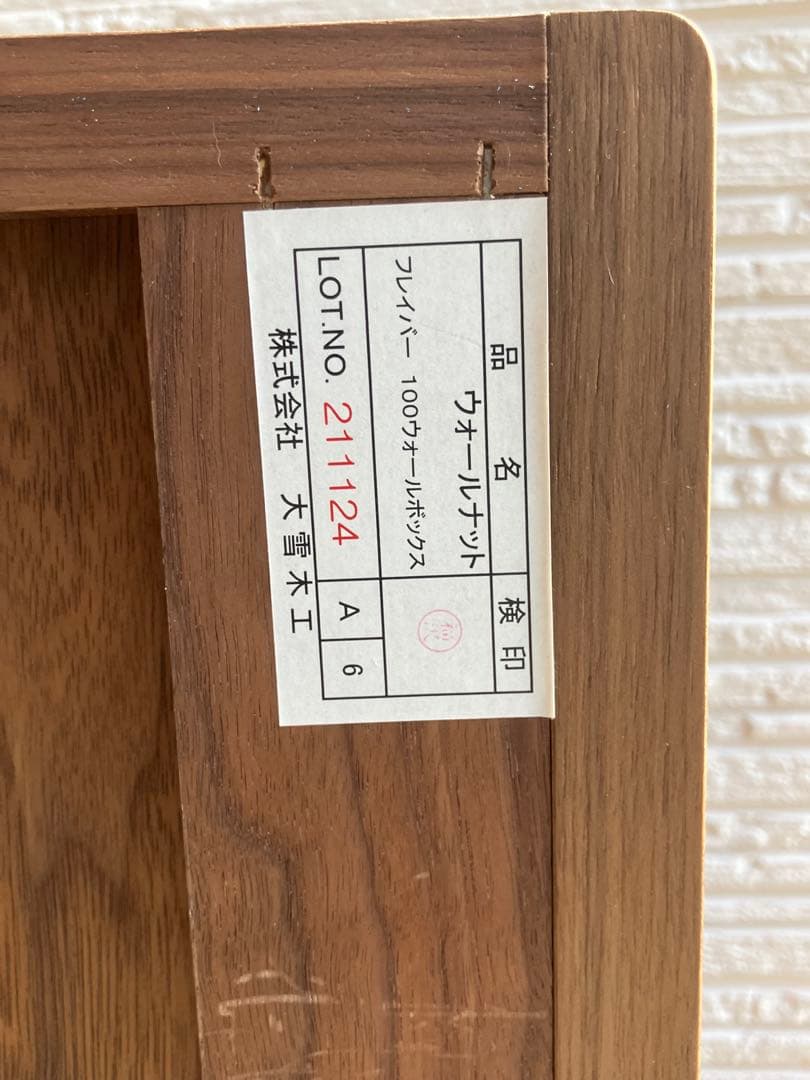 品名 検印
ウォールナット
フレイバー 100ウォールボックス
LOT.NO. 211124 A 6
株式会社 大雪木工